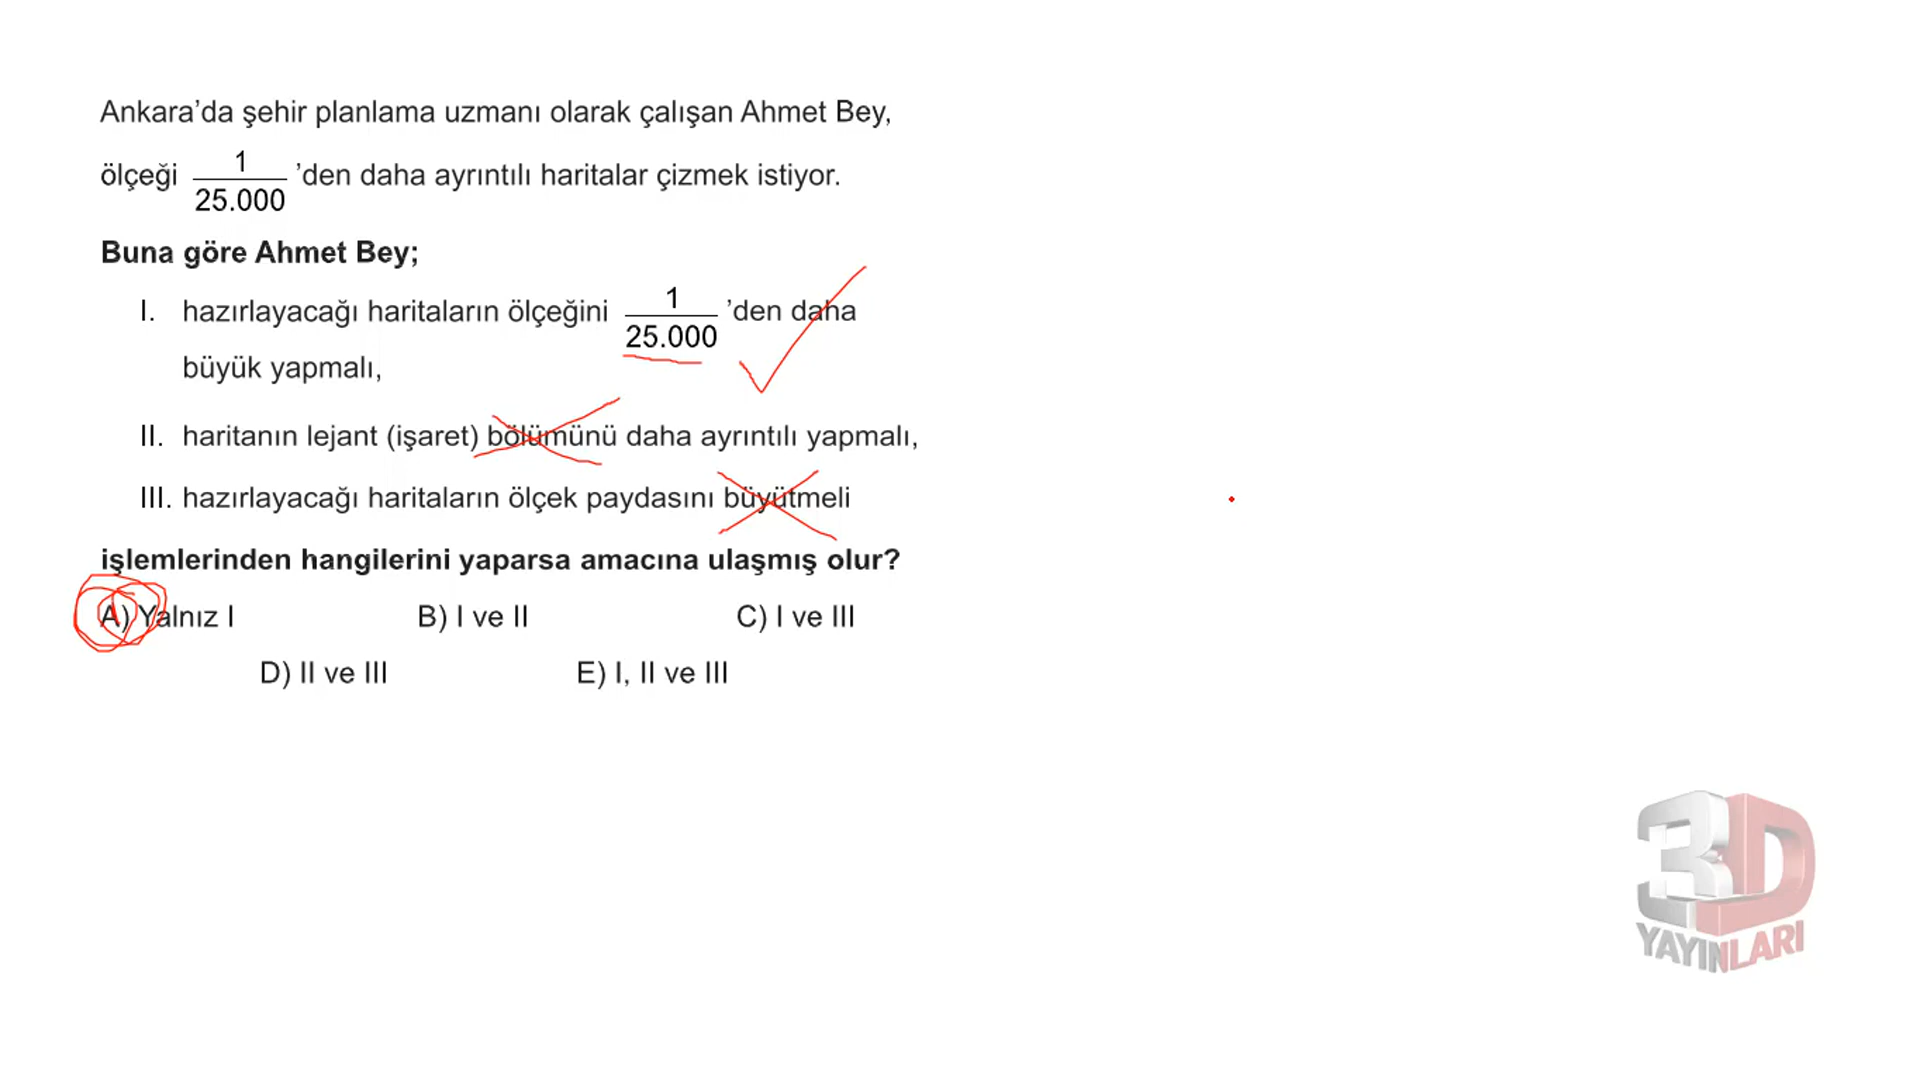 Ankara’da şehir planlama uzmanı olarak çalışan Ahmet Bey,
ölçeği 1/25.000 ’den daha ayrıntılı haritalar çizmek istiyor.
Buna göre Ahmet Bey;
I. hazırlayacağı haritaların ölçeğini 1/25.000 ’den daha
büyük yapmalı,
II. haritanın lejant (işaret) bölümünü daha ayrıntılı yapmalı,
III. hazırlayacağı haritaların ölçek paydasını büyütmeli
işlemlerinden hangilerini yaparsa amacına ulaşmış olur?
A) Yalnız I B) I ve II C) I ve III
D) II ve III E) I, II ve III
3D
YAYINLARI